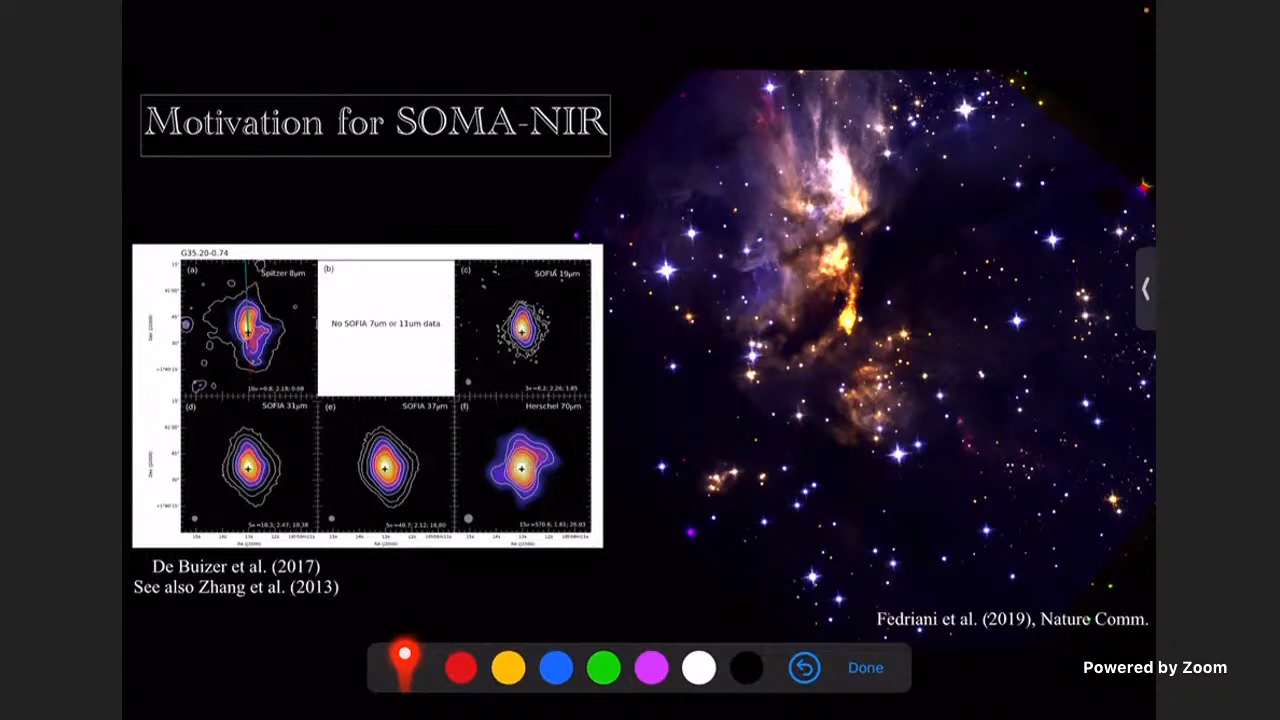 Motivation for SOMA-NIR
G35.20-0.74
(a) Spitzer 8μm
(b)
No SOFIA 7um or 11um data
(c) SOFIA 19μm
(d) SOFIA 31μm
(e) SOFIA 37μm
(f) Herschel 70μm
De Buizer et al. (2017)
See also Zhang et al. (2013)
Fedriani et al. (2019), Nature Comm.
Done
Powered by Zoom